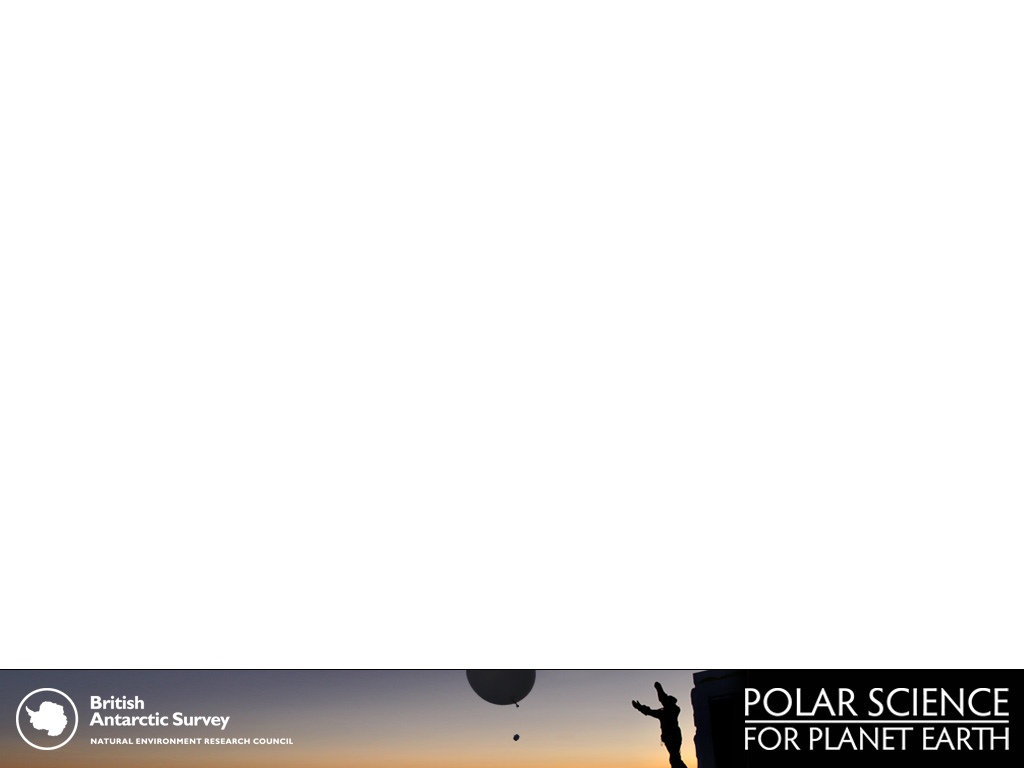 British
Antarctic Survey
NATURAL ENVIRONMENT RESEARCH COUNCIL
POLAR SCIENCE
FOR PLANET EARTH